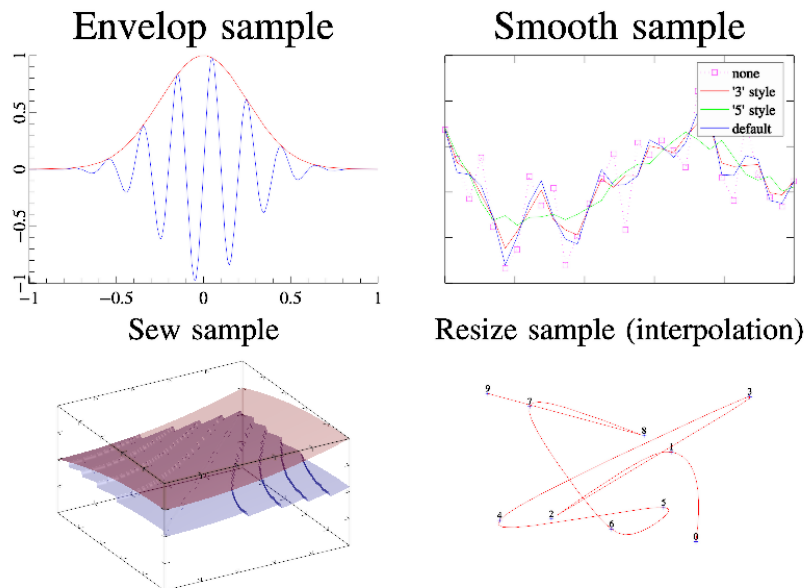 Envelop sample
Smooth sample
none
'3' style
'5' style
default
1
0.5
0
−0.5
−1
−1
−0.5
0
0.5
1
Sew sample
Resize sample (interpolation)
9
7
3
8
1
4
2
5
6
0